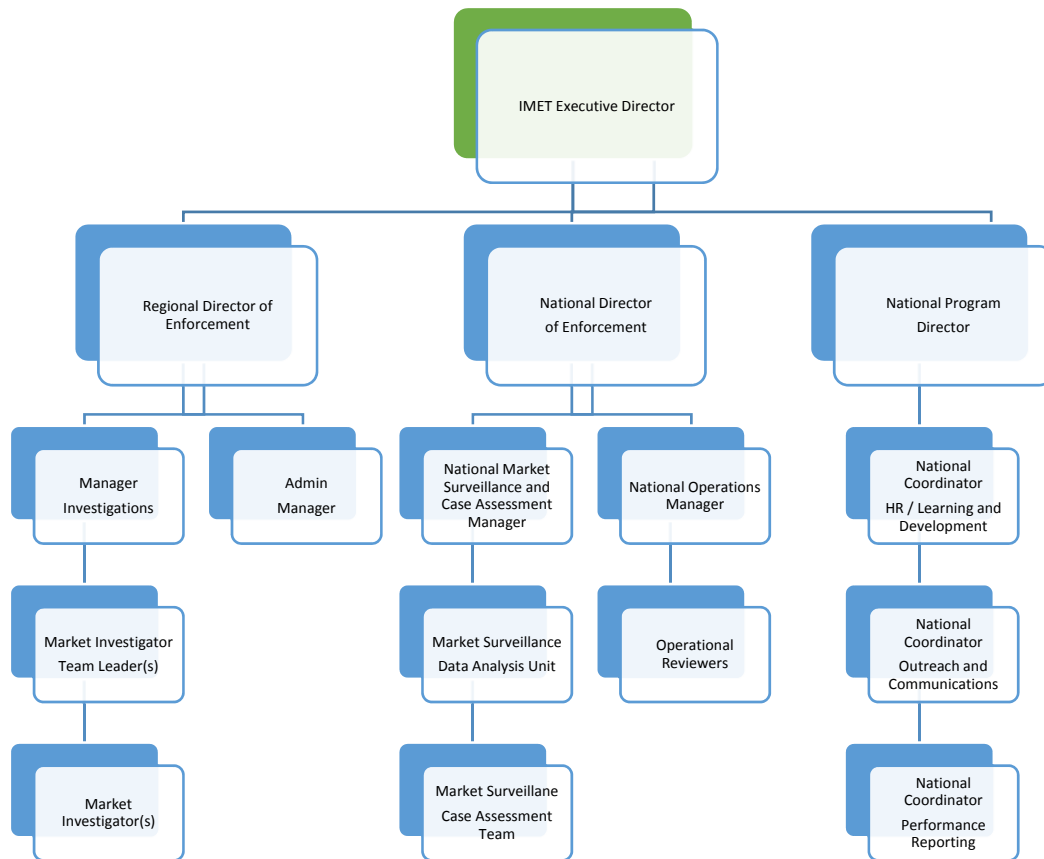 IMET Executive Director
Regional Director of
Enforcement
National Director
of Enforcement
National Program
Director
Manager
Investigations
Admin
Manager
National Market
Surveillance and
Case Assessment
Manager
National Operations
Manager
National
Coordinator
HR / Learning and
Development
Market Investigator
Team Leader(s)
Market Surveillance
Data Analysis Unit
Operational
Reviewers
National
Coordinator
Outreach and
Communications
Market
Investigator(s)
Market Surveillane
Case Assessment
Team
National
Coordinator
Performance
Reporting